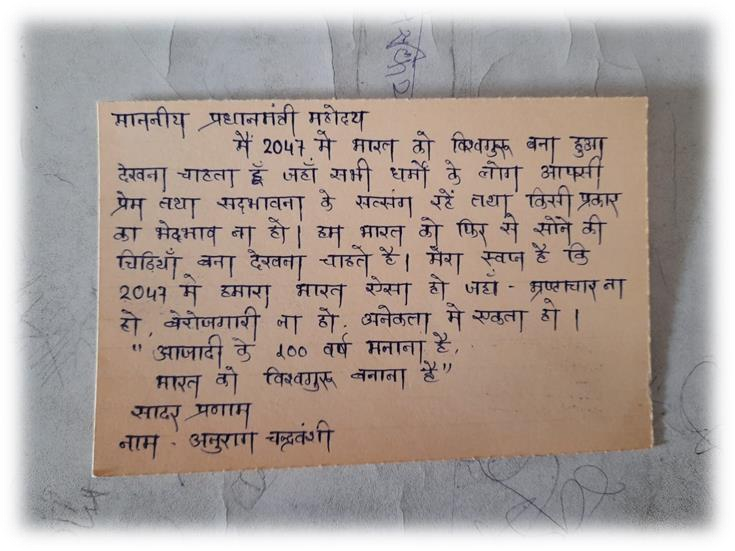 माननीय प्रधानमंत्री महोदय
मैं 2047 में भारत को विश्वगुरू बना हुआ
देखना चाहता हूँ जहाँ सभी धर्मों के लोग आपसी
प्रेम तथा सदभावना के सत्संग रहें तथा किसी प्रकार
का भेदभाव ना हो। हम भारत को फिर से सोने की
चिड़ियाँ बना देखना चाहते है। मेरा स्वप्न है कि
2047 में हमारा भारत ऐसा हो जहाँ - भ्रष्टाचार ना
हो, बेरोजगारी ना हो, अनेकता में एकता हो।
" आजादी के 100 वर्ष मनाना है,
भारत को विश्वगुरू बनाना है"
सादर प्रणाम
नाम - अनुराग चन्द्रवंशी